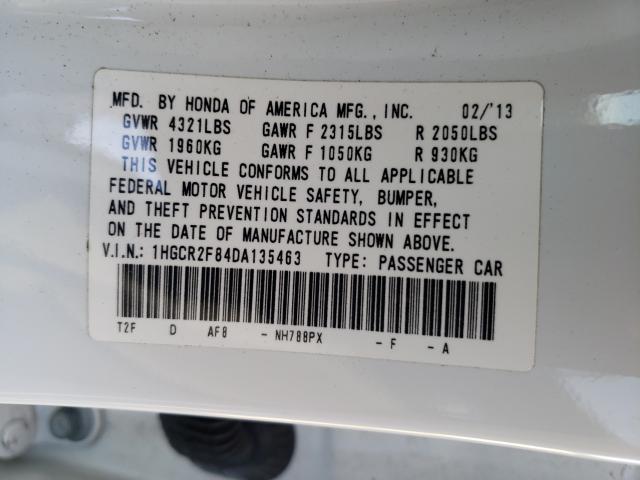 MFD. BY HONDA OF AMERICA MFG., INC. 02/'13
GVWR 4321LBS GAWR F 2315LBS R 2050LBS
GVWR 1960KG GAWR F 1050KG R 930KG
THIS VEHICLE CONFORMS TO ALL APPLICABLE
FEDERAL MOTOR VEHICLE SAFETY, BUMPER,
AND THEFT PREVENTION STANDARDS IN EFFECT
ON THE DATE OF MANUFACTURE SHOWN ABOVE.
V.I.N.: 1HGCR2F84DA135463 TYPE: PASSENGER CAR
T2F D AF8 - NH788PX - F - A